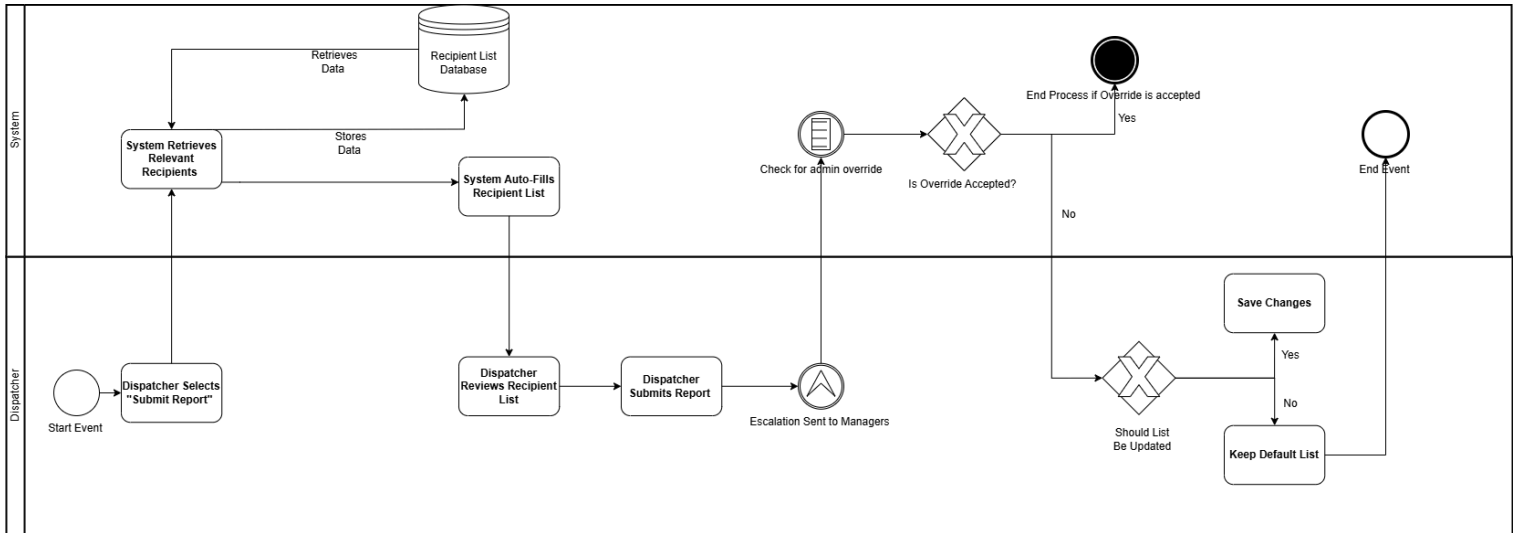 System
Retrieves
Data
Recipient List
Database
Stores
Data
System Retrieves
Relevant
Recipients
System Auto-Fills
Recipient List
Check for admin override
Is Override Accepted?
End Process if Override is accepted
Yes
No
End Event
Dispatcher
Start Event
Dispatcher Selects
"Submit Report"
Dispatcher
Reviews Recipient
List
Dispatcher
Submits Report
Escalation Sent to Managers
Should List
Be Updated
Save Changes
Yes
No
Keep Default List